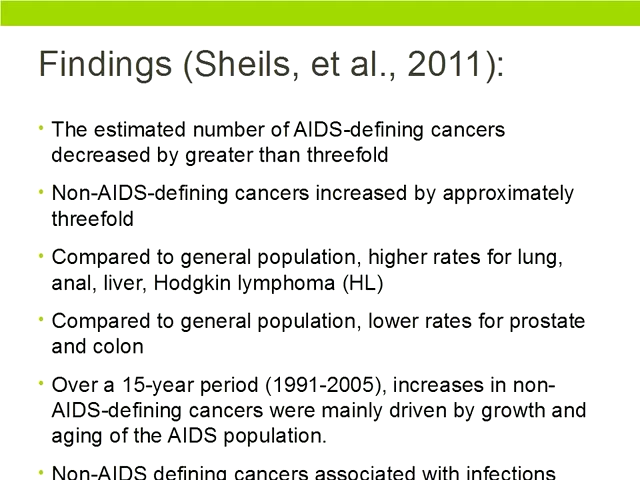 Findings (Sheils, et al., 2011):
• The estimated number of AIDS-defining cancers
decreased by greater than threefold
• Non-AIDS-defining cancers increased by approximately
threefold
• Compared to general population, higher rates for lung,
anal, liver, Hodgkin lymphoma (HL)
• Compared to general population, lower rates for prostate
and colon
• Over a 15-year period (1991-2005), increases in non-
AIDS-defining cancers were mainly driven by growth and
aging of the AIDS population.
• Non-AIDS defining cancers associated with infections